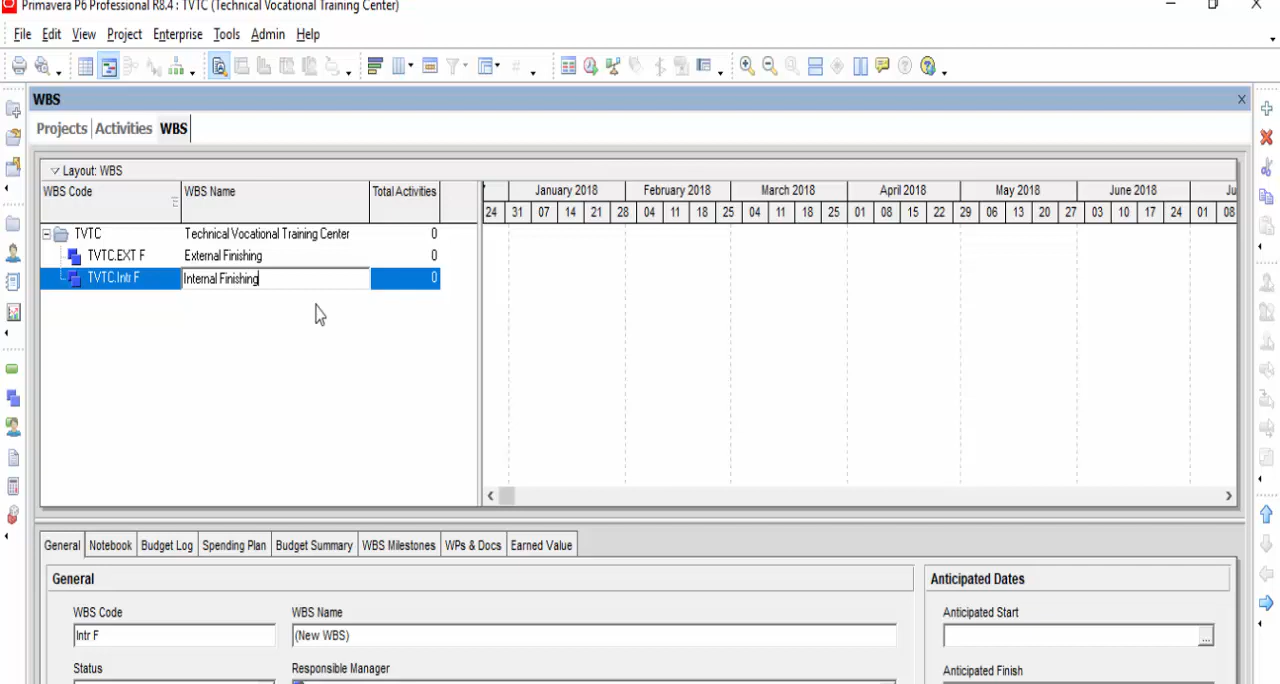 Primavera P6 Professional R8.4 : TVTC (Technical Vocational Training Center)
File Edit View Project Enterprise Tools Admin Help
WBS
Projects Activities WBS
Layout: WBS
WBS Code WBS Name Total Activities
January 2018 February 2018 March 2018 April 2018 May 2018 June 2018 Ju
24 31 07 14 21 28 04 11 18 25 04 11 18 25 01 08 15 22 29 06 13 20 27 03 10 17 24 01 08
TVTC Technical Vocational Training Center 0
TVTC.EXT F External Finishing 0
TVTC.Intr F Internal Finishing 0
General Notebook Budget Log Spending Plan Budget Summary WBS Milestones WPs & Docs Earned Value
General
Anticipated Dates
WBS Code WBS Name Anticipated Start
Intr F (New WBS) ...
Status Responsible Manager Anticipated Finish